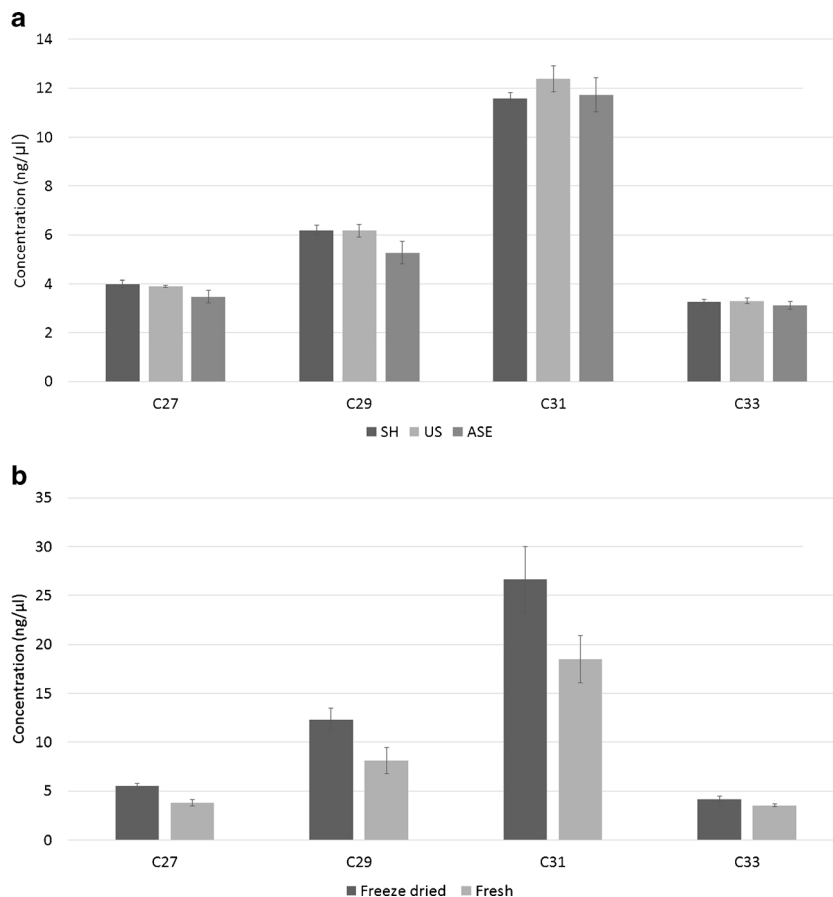 a
14
12
10
8
6
4
2
0
Concentration (ng/µl)
C27 C29 C31 C33
SH US ASE
b
35
30
25
20
15
10
5
0
Concentration (ng/µl)
C27 C29 C31 C33
Freeze dried Fresh